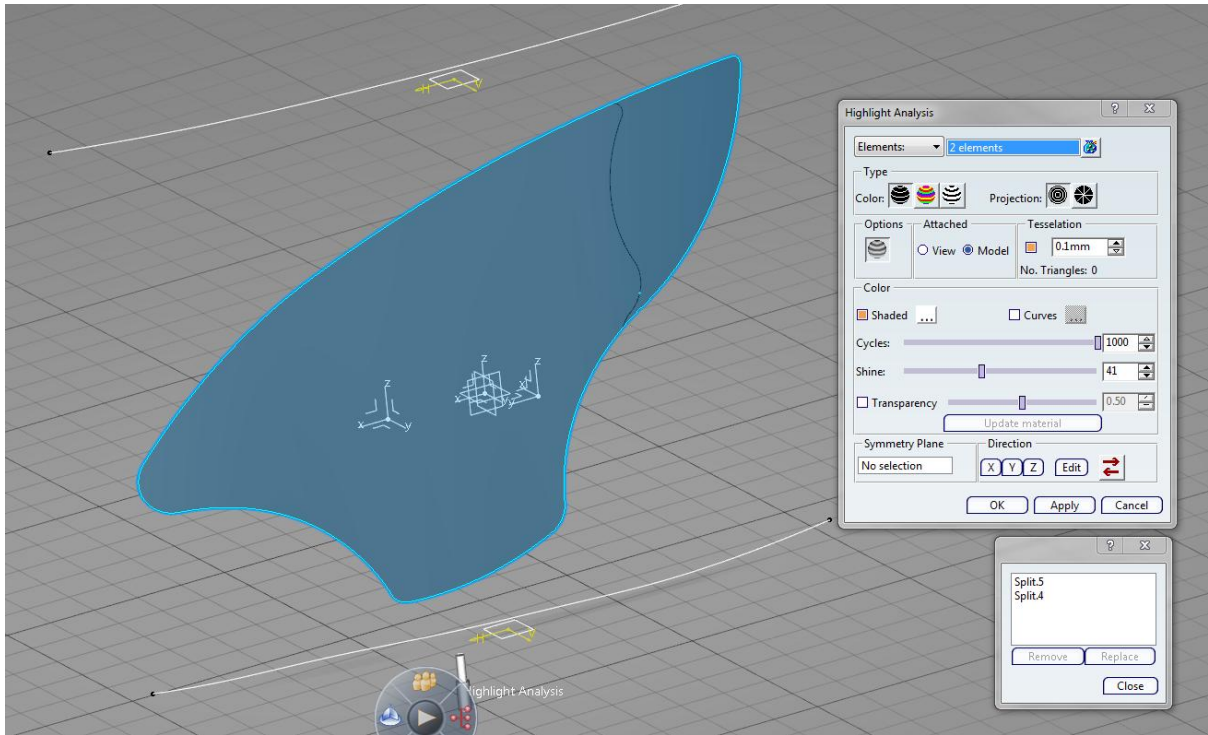 H
V
Highlight Analysis
Elements:
2 elements
Type
Color:
Projection:
Options
Attached
Tesselation
View
Model
0.1mm
No. Triangles: 0
Color
Shaded
...
Curves
...
Cycles:
1000
Shine:
41
Transparency
0.50
Update material
Symmetry Plane
Direction
No selection
X
Y
Z
Edit
OK
Apply
Cancel
z
x
y
z
x
y
z
x
y
H
V
Split.5
Split.4
Remove
Replace
Close
ighlight Analysis